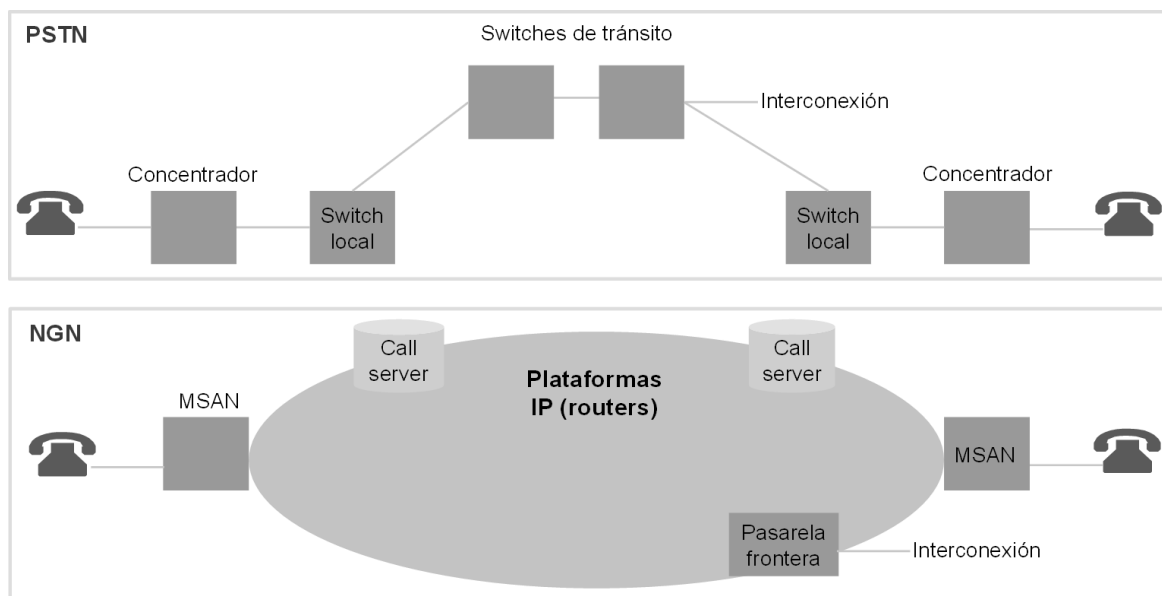 PSTN
Switches de tránsito
Interconexión
Concentrador
Concentrador
Switch
local
Switch
local
NGN
Call
server
Call
server
Plataformas
IP (routers)
MSAN
MSAN
Pasarela
frontera
Interconexión